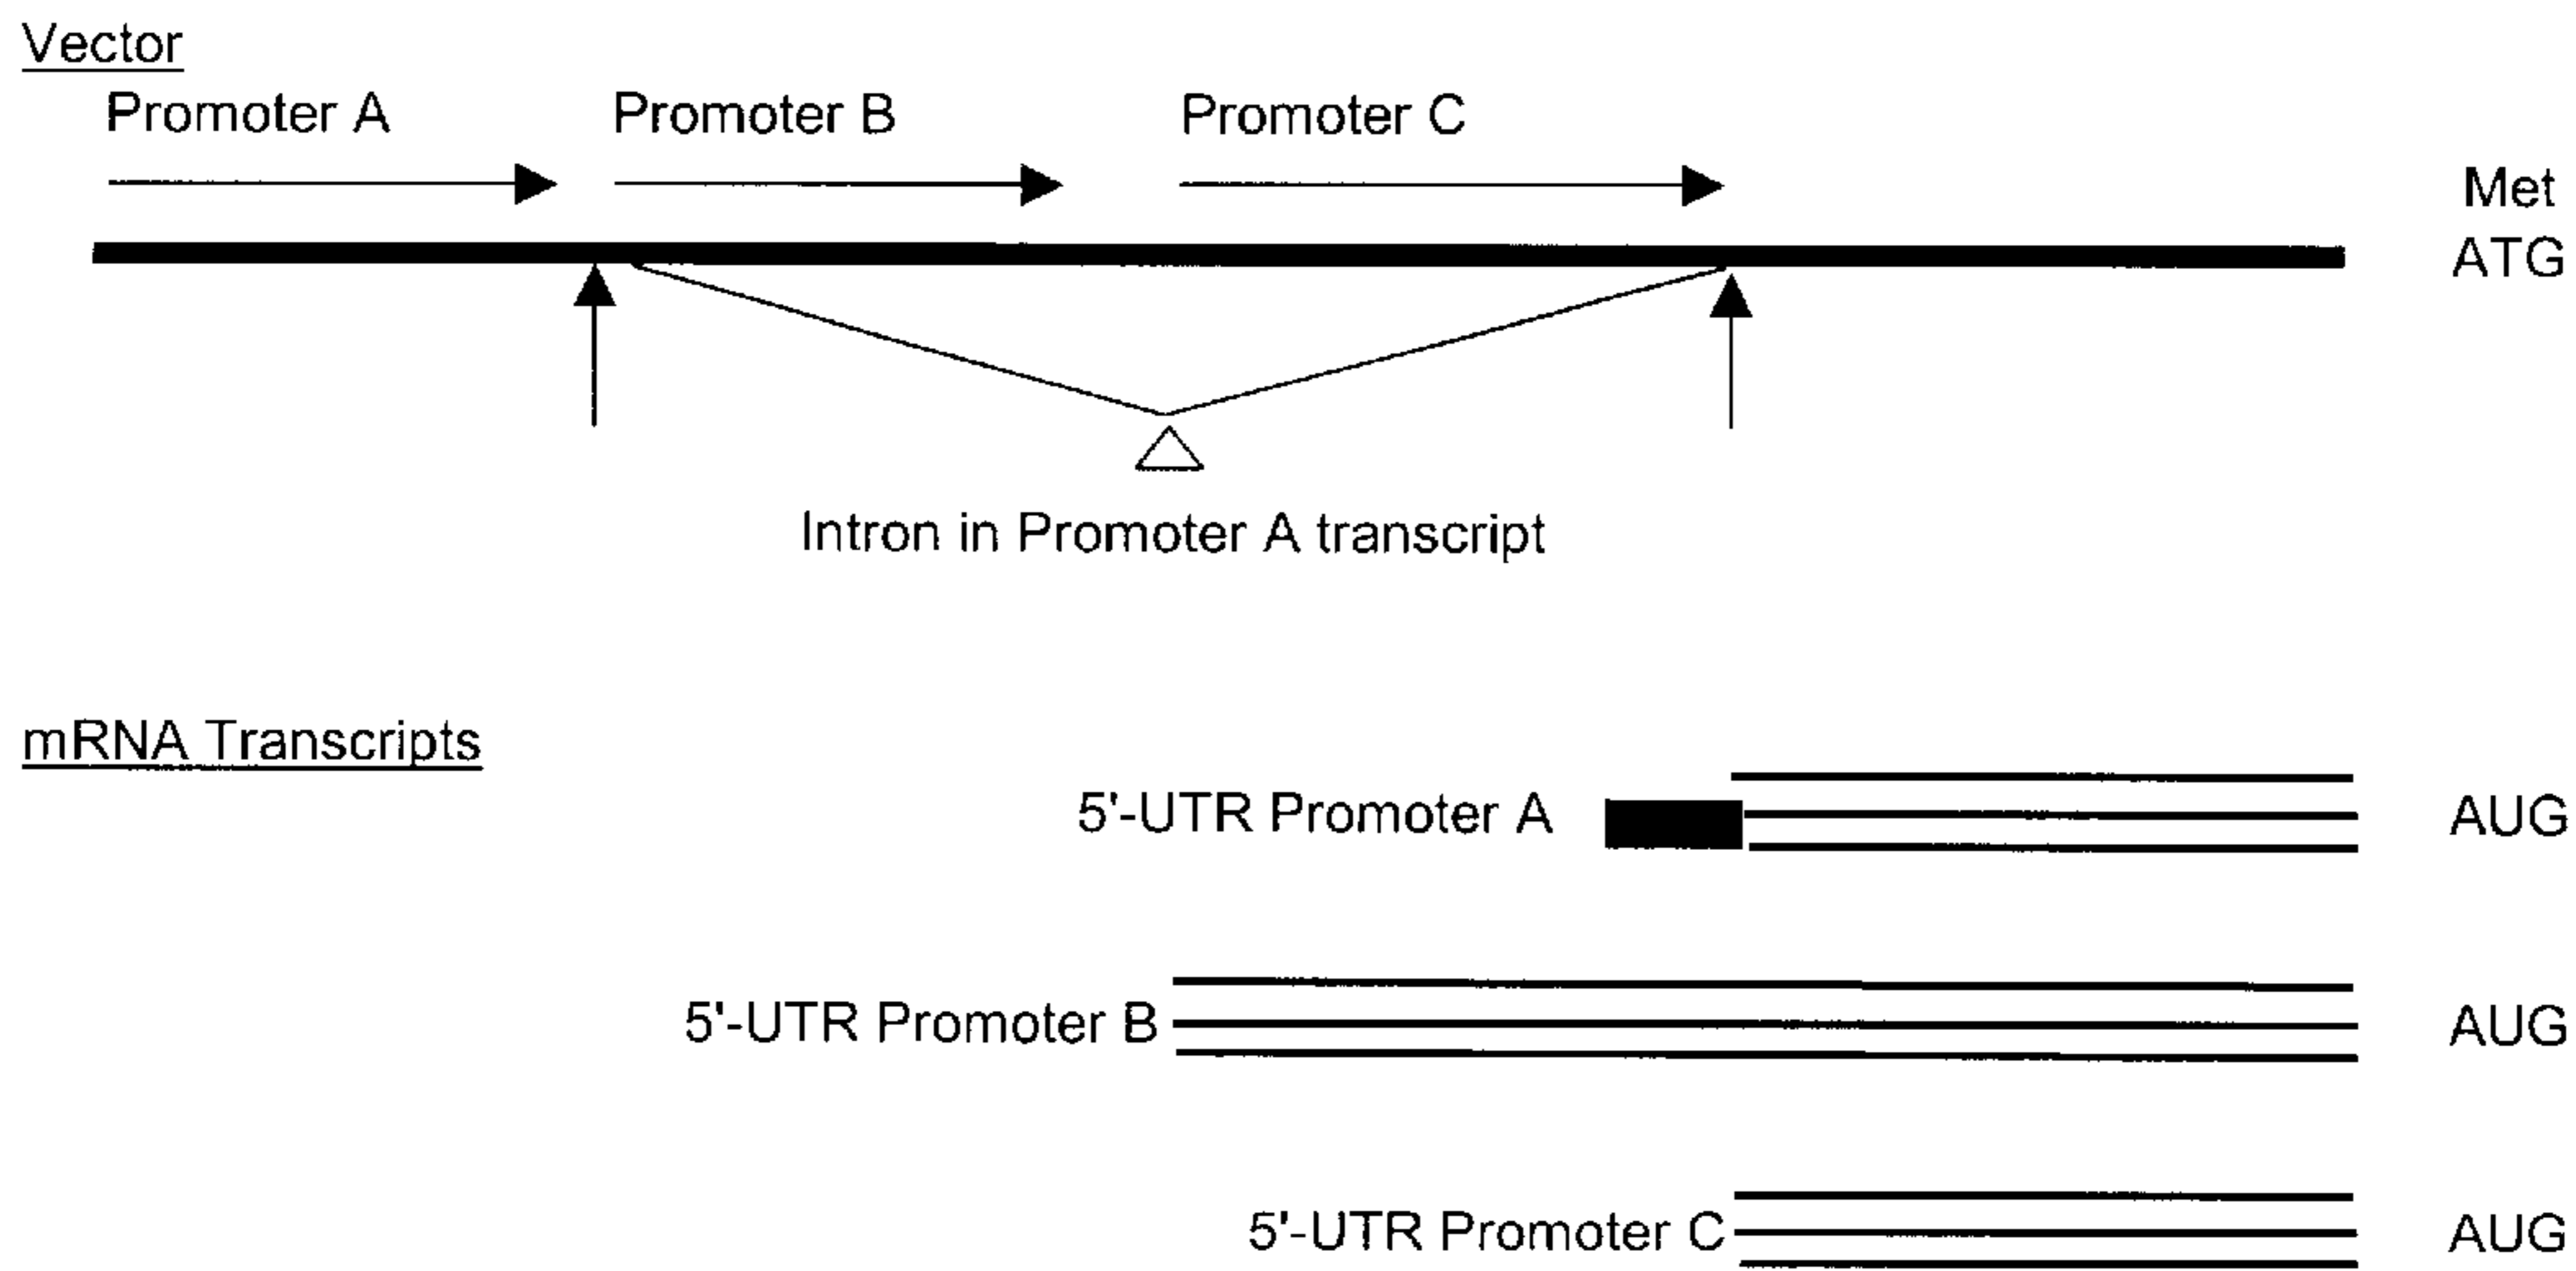 Vector
Promoter A Promoter B Promoter C
Met
ATG
Intron in Promoter A transcript
mRNA Transcripts
5'-UTR Promoter A AUG
5'-UTR Promoter B AUG
5'-UTR Promoter C AUG